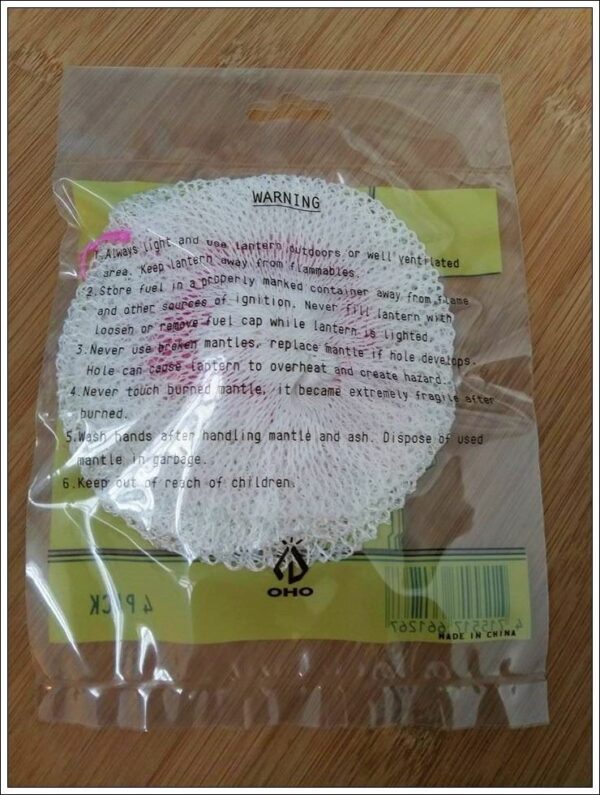 WARNING
1.Always light and use lantern outdoors or well ventilated
area. Keep lantern away from flammables.
2.Store fuel in a properly marked container away from flame
and other sources of ignition. Never fill lantern with
loosen or remove fuel cap while lantern is lighted.
3.Never use broken mantles, replace mantle if hole develops.
Hole can cause lantern to overheat and create hazard.
4.Never touch burned mantle, it became extremely fragile after
burned.
5.Wash hands after handling mantle and ash. Dispose of used
mantle in garbage.
6.Keep out of reach of children.
OHO
4 PACK
4 715517 661267
MADE IN CHINA